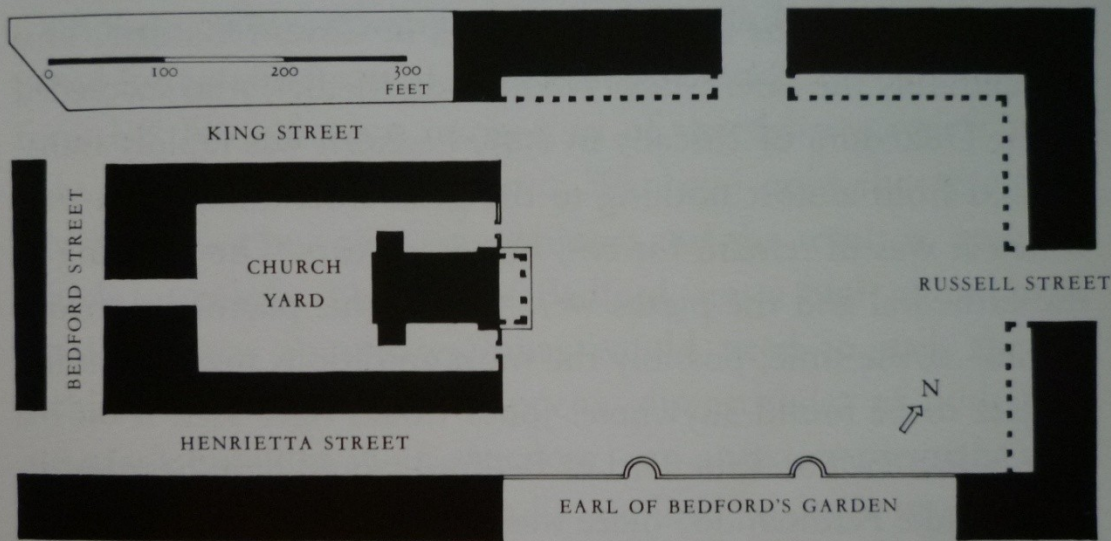 0 100 200 300
FEET
KING STREET
BEDFORD STREET
CHURCH
YARD
RUSSELL STREET
N
HENRIETTA STREET
EARL OF BEDFORD'S GARDEN